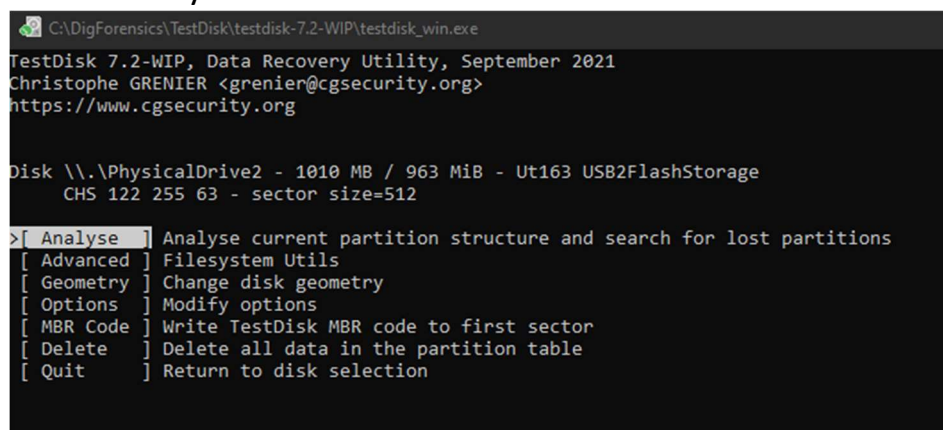 C:\DigForensics\TestDisk\testdisk-7.2-WIP\testdisk_win.exe
TestDisk 7.2-WIP, Data Recovery Utility, September 2021
Christophe GRENIER <grenier@cgsecurity.org>
https://www.cgsecurity.org
Disk \\.\PhysicalDrive2 - 1010 MB / 963 MiB - Ut163 USB2FlashStorage
CHS 122 255 63 - sector size=512
>[ Analyse ] Analyse current partition structure and search for lost partitions
[ Advanced ] Filesystem Utils
[ Geometry ] Change disk geometry
[ Options ] Modify options
[ MBR Code ] Write TestDisk MBR code to first sector
[ Delete ] Delete all data in the partition table
[ Quit ] Return to disk selection